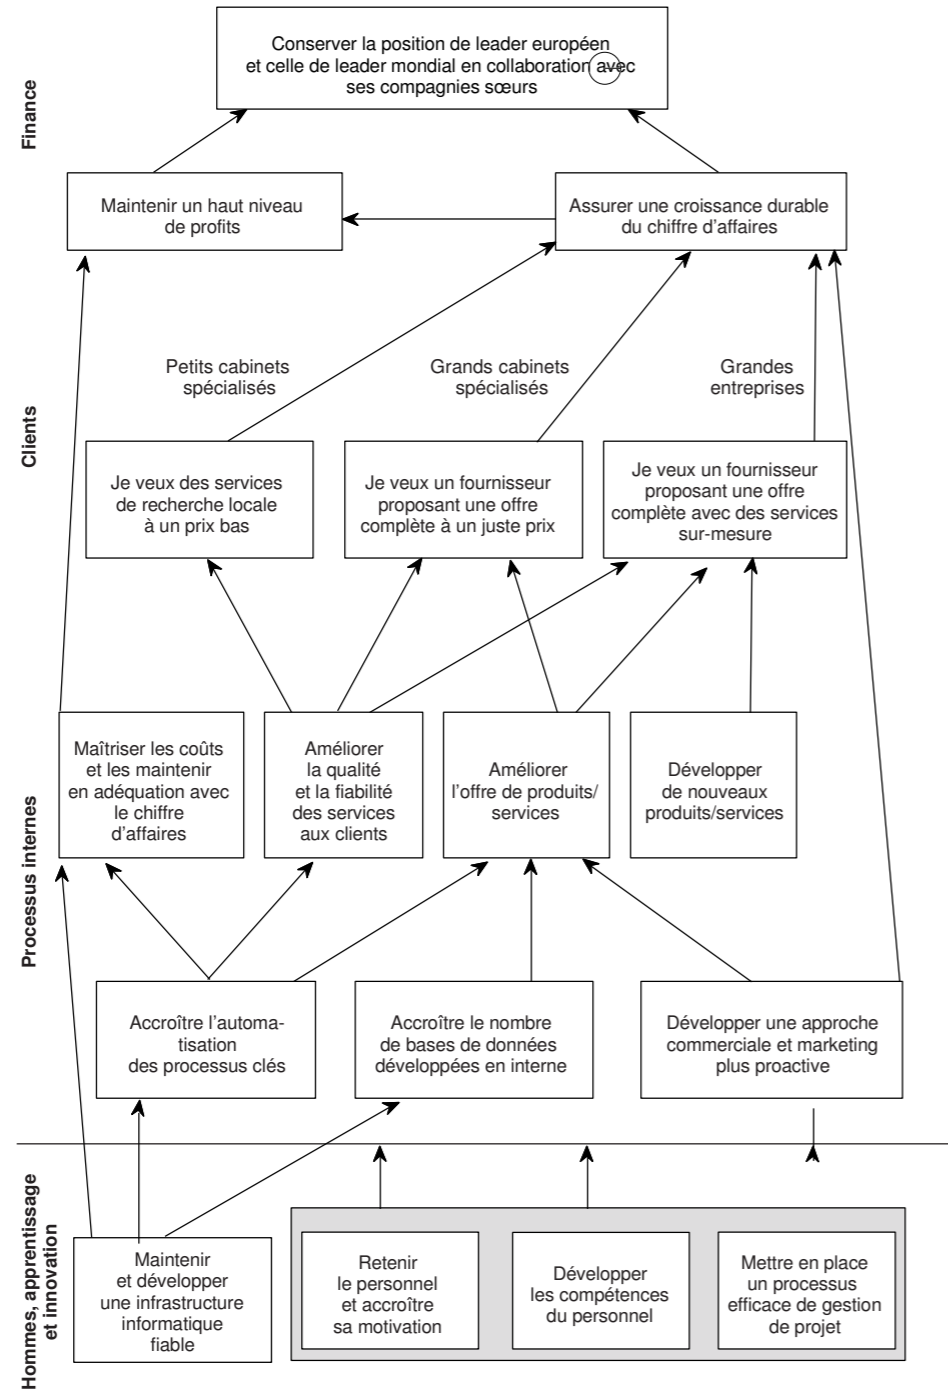 Finance
Conserver la position de leader européen
et celle de leader mondial en collaboration avec
ses compagnies sœurs
Maintenir un haut niveau
de profits
Assurer une croissance durable
du chiffre d’affaires
Clients
Petits cabinets
spécialisés
Grands cabinets
spécialisés
Grandes
entreprises
Je veux des services
de recherche locale
à un prix bas
Je veux un fournisseur
proposant une offre
complète à un juste prix
Je veux un fournisseur
proposant une offre
complète avec des services
sur-mesure
Processus internes
Maîtriser les coûts
et les maintenir
en adéquation avec
le chiffre
d’affaires
Améliorer
la qualité
et la fiabilité
des services
aux clients
Améliorer
l’offre de produits/
services
Développer
de nouveaux
produits/services
Accroître l’automa-
tisation
des processus clés
Accroître le nombre
de bases de données
développées en interne
Développer une approche
commerciale et marketing
plus proactive
Hommes, apprentissage
et innovation
Maintenir
et développer
une infrastructure
informatique
fiable
Retenir
le personnel
et accroître
sa motivation
Développer
les compétences
du personnel
Mettre en place
un processus
efficace de gestion
de projet